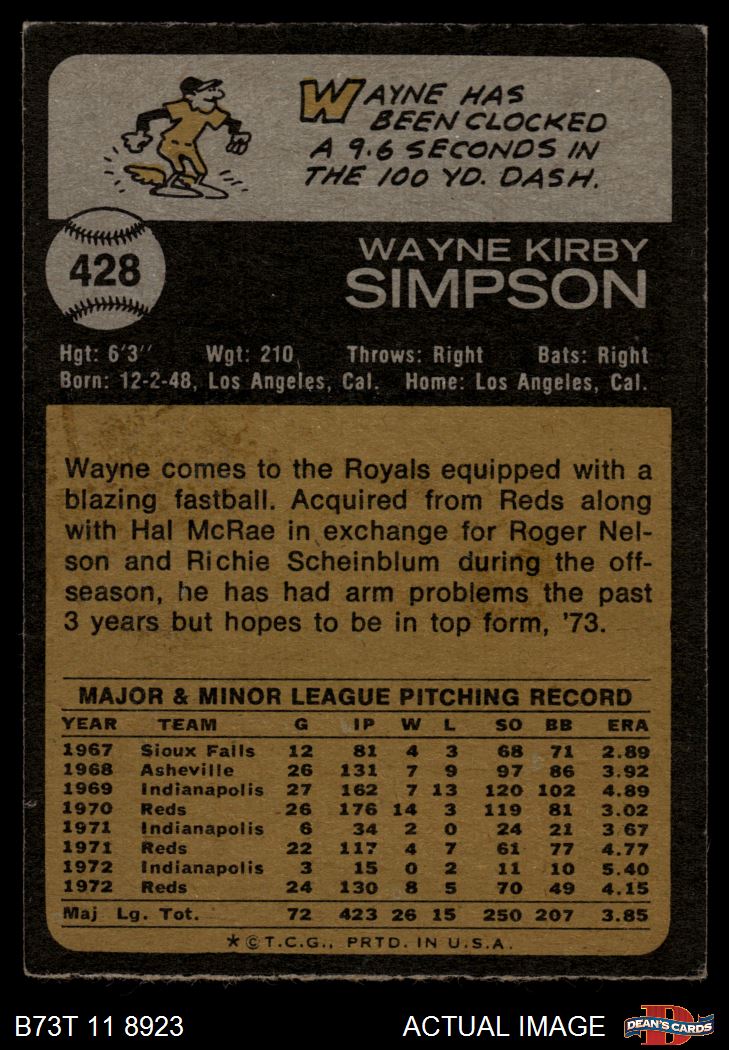 WAYNE HAS
BEEN CLOCKED
A 9.6 SECONDS IN
THE 100 YD. DASH.
428
WAYNE KIRBY
SIMPSON
Hgt: 6'3" Wgt: 210 Throws: Right Bats: Right
Born: 12-2-48, Los Angeles, Cal. Home: Los Angeles, Cal.
Wayne comes to the Royals equipped with a
blazing fastball. Acquired from Reds along
with Hal McRae in exchange for Roger Nel-
son and Richie Scheinblum during the off-
season, he has had arm problems the past
3 years but hopes to be in top form, '73.
MAJOR & MINOR LEAGUE PITCHING RECORD
YEAR TEAM G IP W L SO BB ERA
1967 Sioux Falls 12 81 4 3 68 71 2.89
1968 Asheville 26 131 7 9 97 86 3.92
1969 Indianapolis 27 162 7 13 120 102 4.89
1970 Reds 26 176 14 3 119 81 3.02
1971 Indianapolis 6 34 2 0 24 21 3.67
1971 Reds 22 117 4 7 61 77 4.77
1972 Indianapolis 3 15 0 2 11 10 5.40
1972 Reds 24 130 8 5 70 49 4.15
Maj Lg. Tot. 72 423 26 15 250 207 3.85
*©T.C.G., PRTD. IN U.S.A.
B73T 11 8923 ACTUAL IMAGE D DEAN'S CARDS